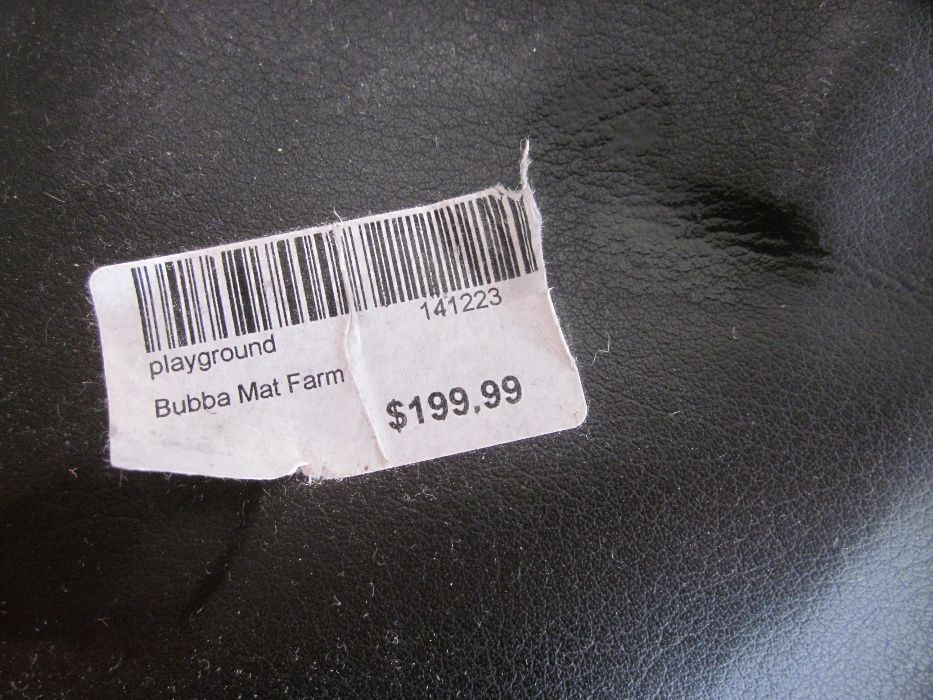 141223
playground
Bubba Mat Farm
$199.99